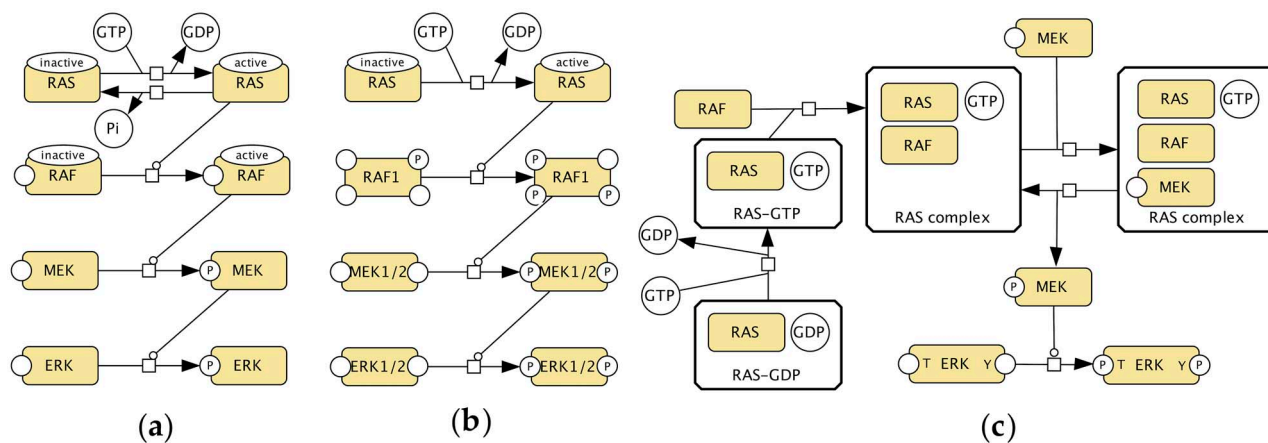 GTP
GDP
inactive
RAS
active
RAS
Pi
inactive
RAF
active
RAF
MEK
P
MEK
ERK
P
ERK
(a)
GTP
GDP
inactive
RAS
active
RAS
P
RAF1
P
RAF1
P
P
MEK1/2
P
MEK1/2
P
ERK1/2
P
ERK1/2
P
(b)
MEK
RAF
RAS
GTP
RAF
RAS complex
RAS
GTP
RAF
MEK
RAS complex
RAS
GTP
RAS-GTP
GDP
GTP
RAS
GDP
RAS-GDP
P
MEK
T ERK Y
P
T ERK Y
P
(c)